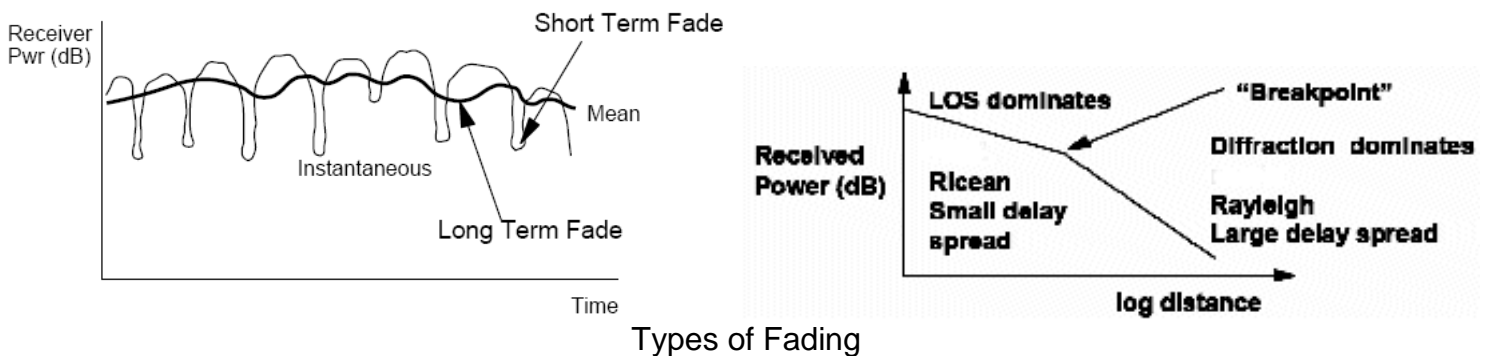 Receiver
Pwr (dB)
Short Term Fade
Mean
Instantaneous
Long Term Fade
Time
LOS dominates
"Breakpoint"
Received
Power (dB)
Diffraction dominates
Ricean
Small delay
spread
Rayleigh
Large delay spread
log distance
Types of Fading